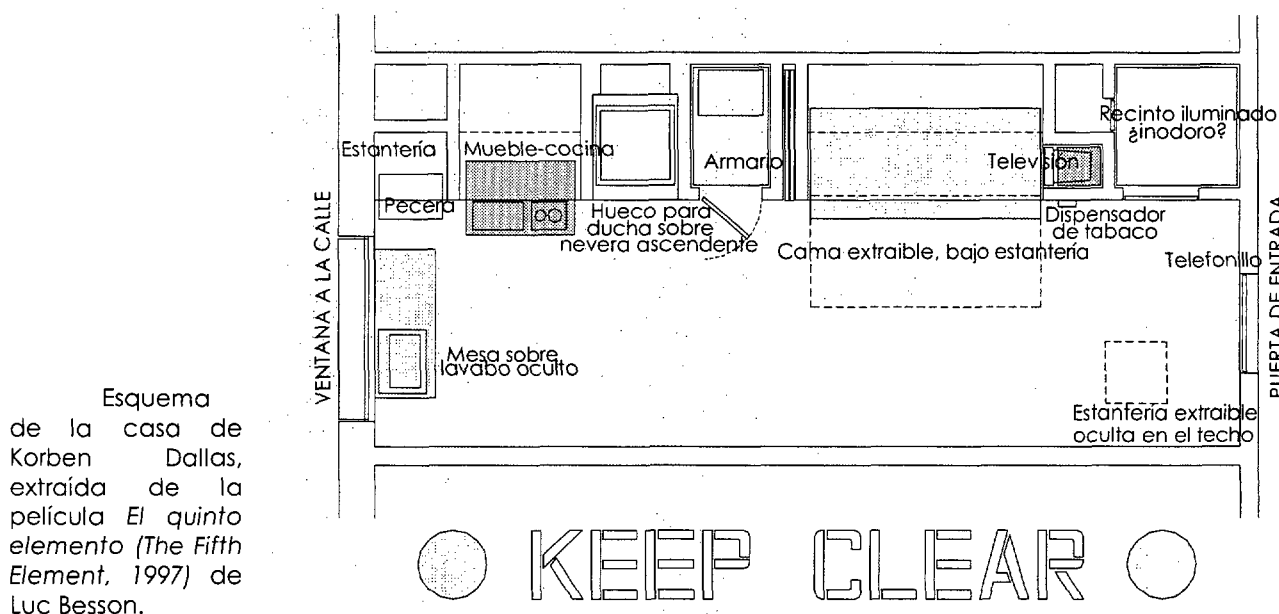 VENTANA A LA CALLE
Estantería
Mueble-cocina
Pecera
Hueco para
ducha sobre
nevera ascendente
Armario
Cama extraible, bajo estantería
Televisión
Recinto iluminado
¿inodoro?
Dispensador
de tabaco
Telefonillo
PUERTA DE ENTRADA
Mesa sobre
lavabo oculto
Estantería extraible
oculta en el techo
KEEP CLEAR
Esquema
de la casa de
Korben Dallas,
extraída de la
película El quinto
elemento (The Fifth
Element, 1997) de
Luc Besson.